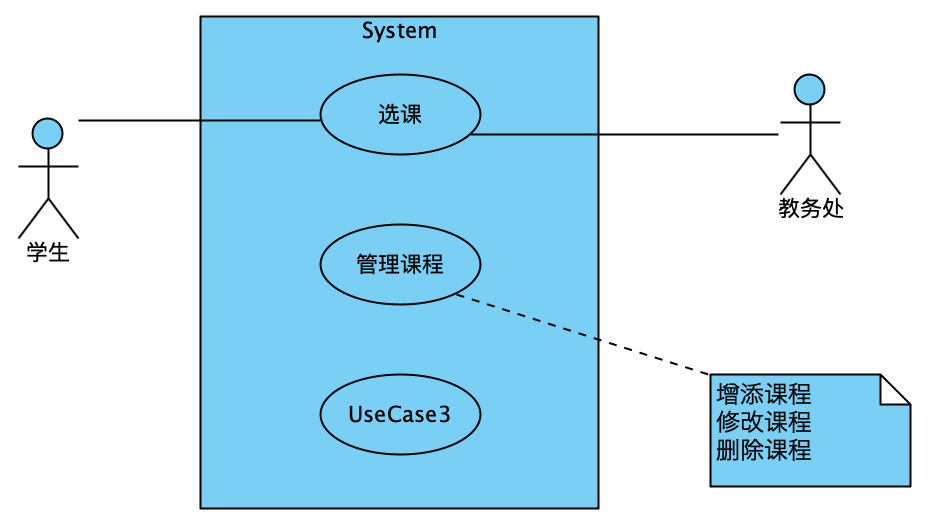 System
选课
学生
教务处
管理课程
增添课程
修改课程
删除课程
UseCase3